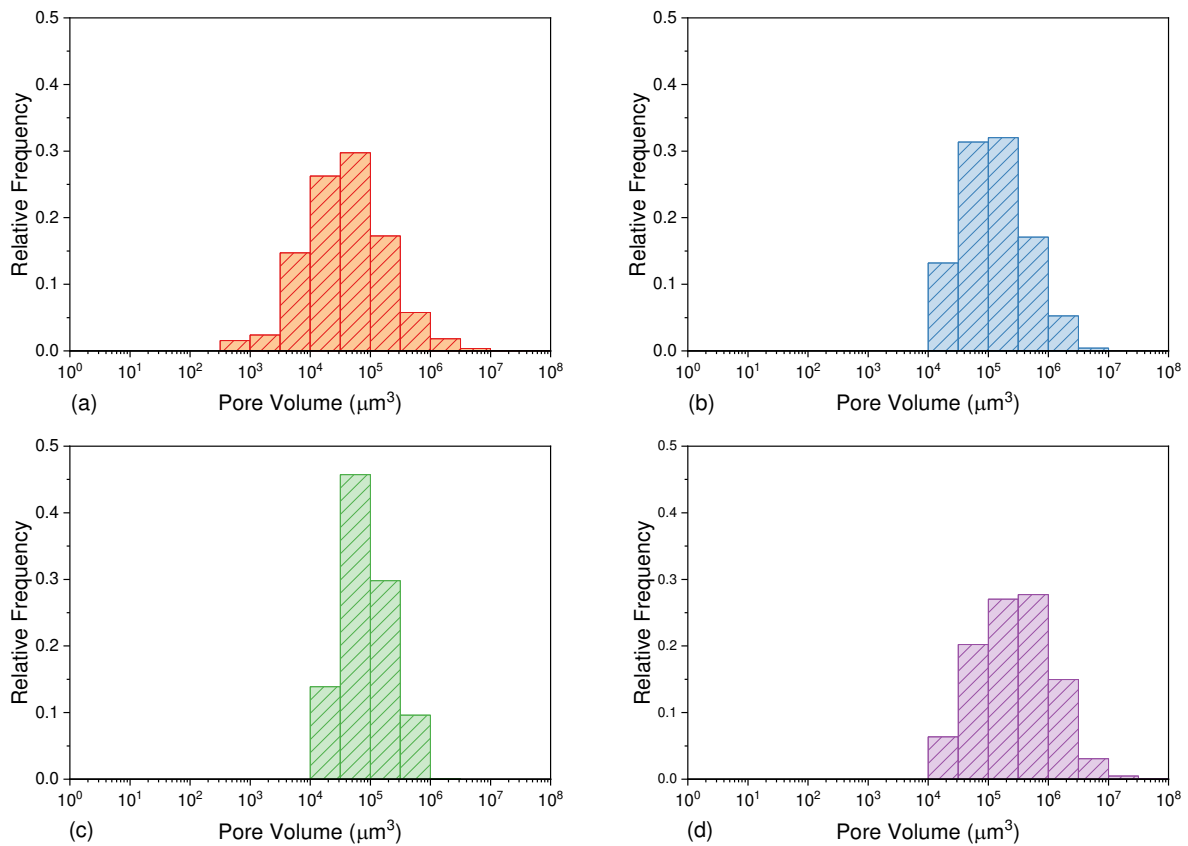 0.5
0.4
0.3
0.2
0.1
0.0
Relative Frequency
10⁰ 10¹ 10² 10³ 10⁴ 10⁵ 10⁶ 10⁷ 10⁸
(a) Pore Volume (μm³)
0.5
0.4
0.3
0.2
0.1
0.0
Relative Frequency
10⁰ 10¹ 10² 10³ 10⁴ 10⁵ 10⁶ 10⁷ 10⁸
(b) Pore Volume (μm³)
0.5
0.4
0.3
0.2
0.1
0.0
Relative Frequency
10⁰ 10¹ 10² 10³ 10⁴ 10⁵ 10⁶ 10⁷ 10⁸
(c) Pore Volume (μm³)
0.5
0.4
0.3
0.2
0.1
0.0
Relative Frequency
10⁰ 10¹ 10² 10³ 10⁴ 10⁵ 10⁶ 10⁷ 10⁸
(d) Pore Volume (μm³)